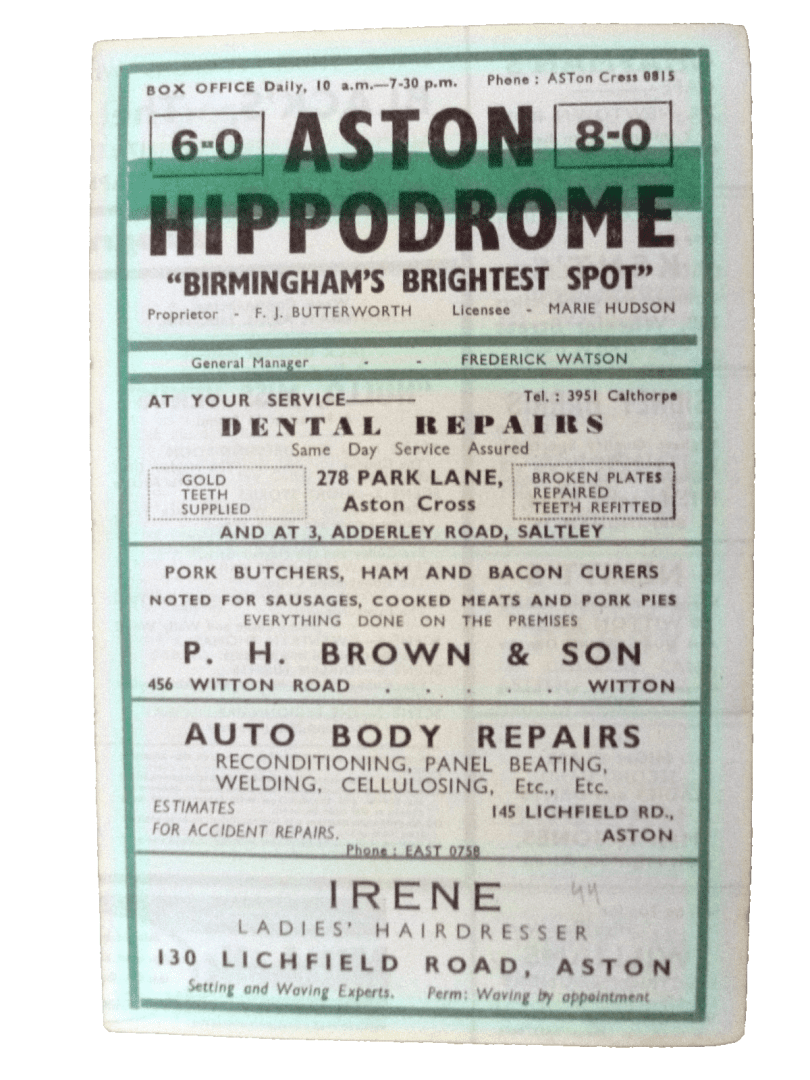 BOX OFFICE Daily, 10 a.m.—7-30 p.m. Phone : ASTon Cross 0815
6-0 ASTON 8-0
HIPPODROME
“BIRMINGHAM'S BRIGHTEST SPOT”
Proprietor - F. J. BUTTERWORTH Licensee - MARIE HUDSON
General Manager - - FREDERICK WATSON
AT YOUR SERVICE—— Tel. : 3951 Calthorpe
DENTAL REPAIRS
Same Day Service Assured
GOLD
TEETH
SUPPLIED
278 PARK LANE,
Aston Cross
BROKEN PLATES
REPAIRED
TEETH REFITTED
AND AT 3, ADDERLEY ROAD, SALTLEY
PORK BUTCHERS, HAM AND BACON CURERS
NOTED FOR SAUSAGES, COOKED MEATS AND PORK PIES
EVERYTHING DONE ON THE PREMISES
P. H. BROWN & SON
456 WITTON ROAD . . . . . . WITTON
AUTO BODY REPAIRS
RECONDITIONING, PANEL BEATING,
WELDING, CELLULOSING, Etc., Etc.
ESTIMATES
FOR ACCIDENT REPAIRS.
145 LICHFIELD RD.,
ASTON
Phone : EAST 0758
IRENE 44
LADIES' HAIRDRESSER
130 LICHFIELD ROAD, ASTON
Setting and Waving Experts. Perm: Waving by appointment